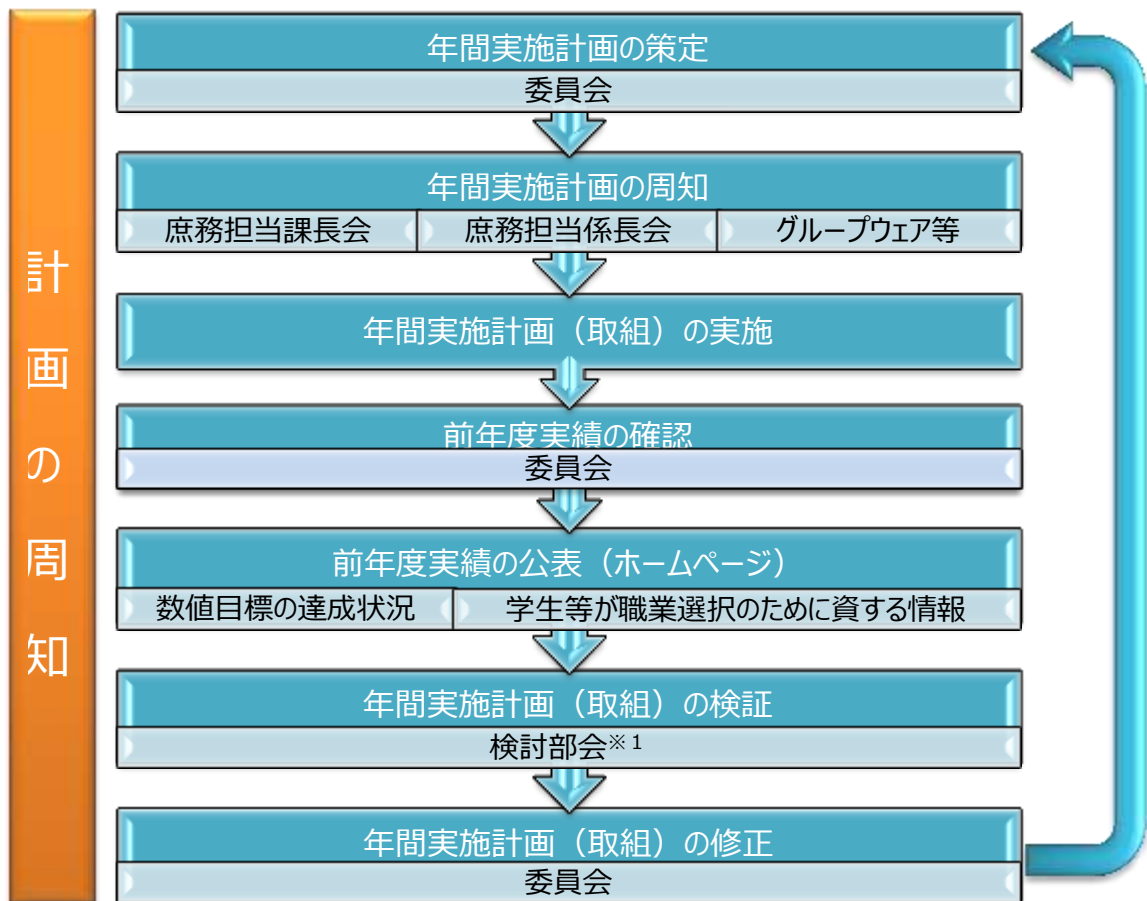 計画の周知
年間実施計画の策定
委員会
年間実施計画の周知
庶務担当課長会 庶務担当係長会 グループウェア等
年間実施計画（取組）の実施
前年度実績の確認
委員会
前年度実績の公表（ホームページ）
数値目標の達成状況 学生等が職業選択のために資する情報
年間実施計画（取組）の検証
検討部会※1
年間実施計画（取組）の修正
委員会